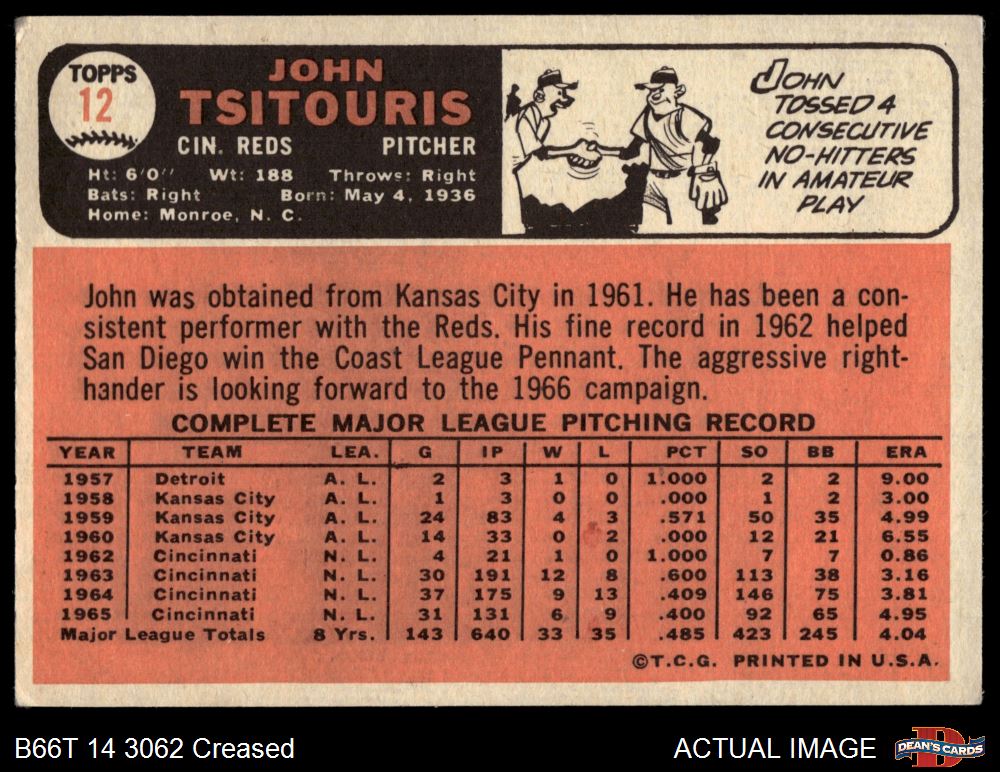 TOPPS
12
JOHN
TSITOURIS
CIN. REDS PITCHER
Ht: 6'0" Wt: 188 Throws: Right
Bats: Right Born: May 4, 1936
Home: Monroe, N. C.
JOHN
TOSSED 4
CONSECUTIVE
NO-HITTERS
IN AMATEUR
PLAY
John was obtained from Kansas City in 1961. He has been a con-
sistent performer with the Reds. His fine record in 1962 helped
San Diego win the Coast League Pennant. The aggressive right-
hander is looking forward to the 1966 campaign.
COMPLETE MAJOR LEAGUE PITCHING RECORD
YEAR TEAM LEA. G IP W L PCT SO BB ERA
1957 Detroit A. L. 2 3 1 0 1.000 2 2 9.00
1958 Kansas City A. L. 1 3 0 0 .000 1 2 3.00
1959 Kansas City A. L. 24 83 4 3 .571 50 35 4.99
1960 Kansas City A. L. 14 33 0 2 .000 12 21 6.55
1962 Cincinnati N. L. 4 21 1 0 1.000 7 7 0.86
1963 Cincinnati N. L. 30 191 12 8 .600 113 38 3.16
1964 Cincinnati N. L. 37 175 9 13 .409 146 75 3.81
1965 Cincinnati N. L. 31 131 6 9 .400 92 65 4.95
Major League Totals 8 Yrs. 143 640 33 35 .485 423 245 4.04
©T.C.G. PRINTED IN U.S.A.
B66T 14 3062 Creased
ACTUAL IMAGE
DEAN'S CARDS